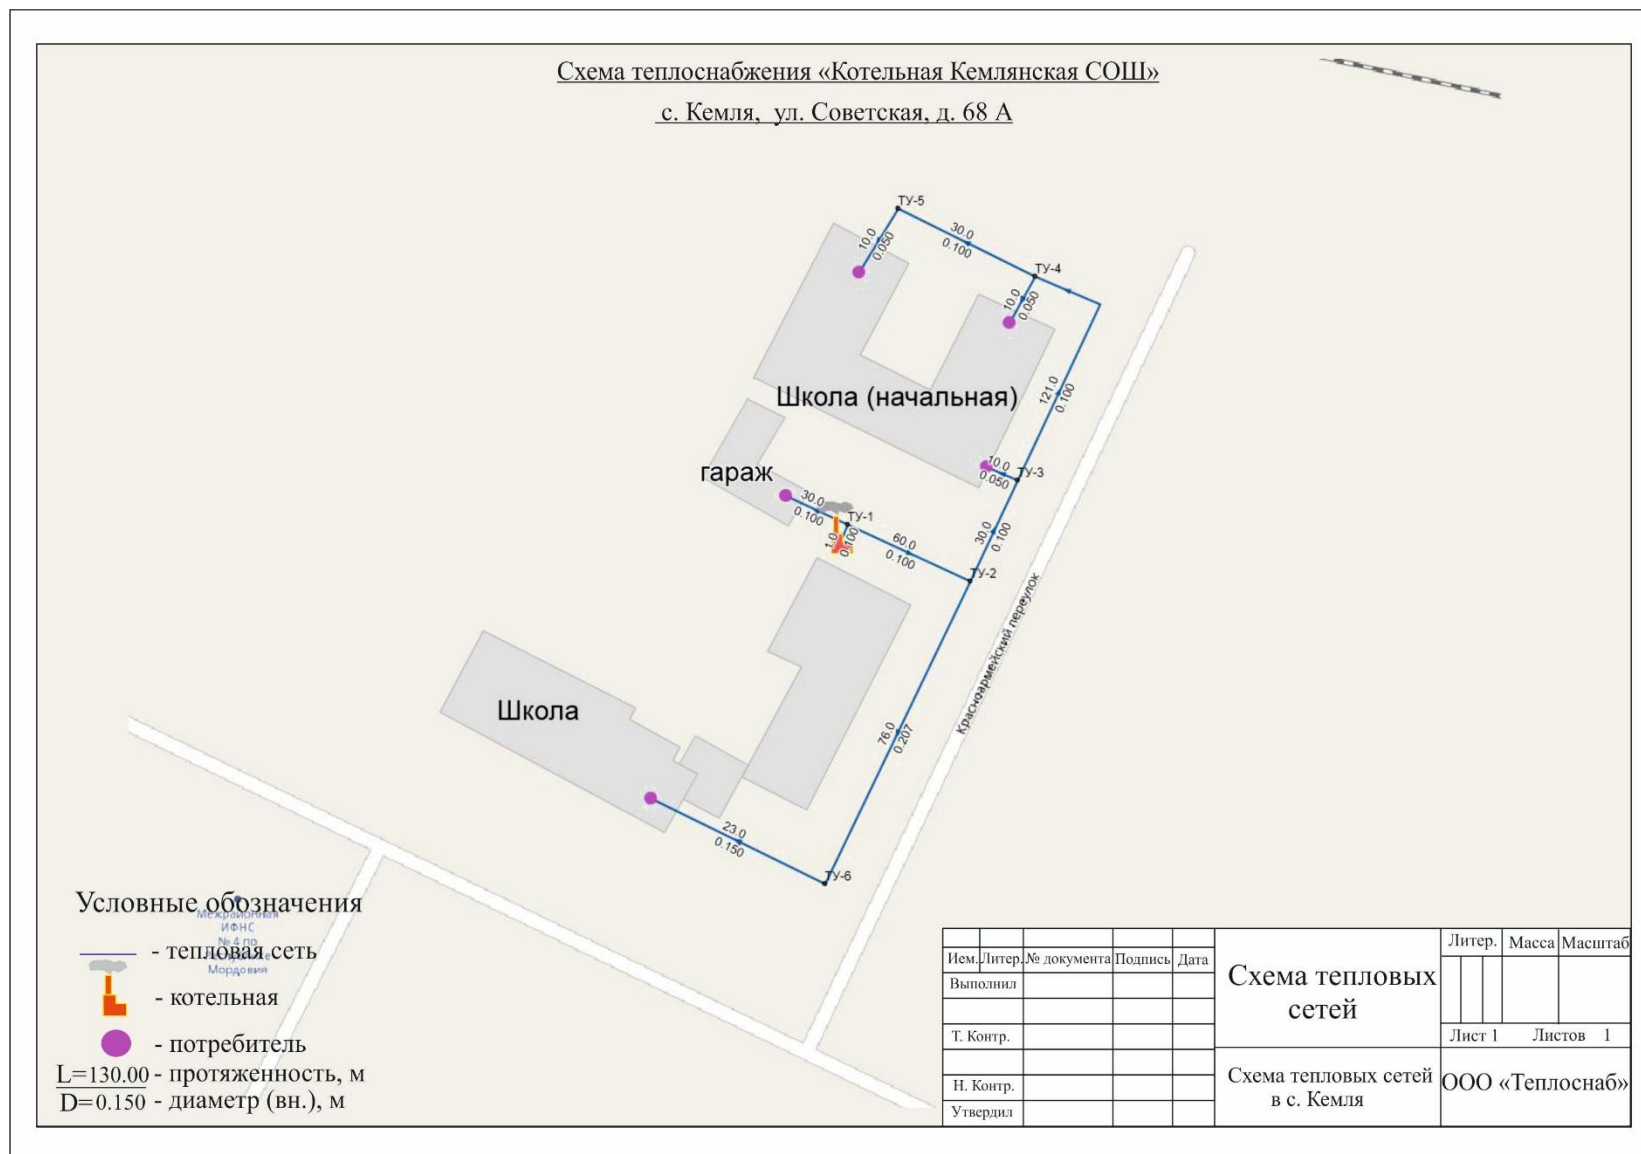 Схема теплоснабжения «Котельная Кемлянская СОШ»
с. Кемля, ул. Советская, д. 68 А
ТУ-5
10.0
0.050
30.0
0.100
ТУ-4
10.0
0.050
121.0
0.100
Школа (начальная)
10.0
0.050
ТУ-3
гараж
30.0
0.100
ТУ-1
1.0
0.100
60.0
0.100
30.0
0.100
ТУ-2
Красноармейский переулок
76.0
0.207
Школа
23.0
0.150
ТУ-6
Условные обозначения
Межрайонная
ИФНС
№ 4 по
Мордовия
- тепловая сеть
- котельная
- потребитель
L=130.00 - протяженность, м
D=0.150 - диаметр (вн.), м
Ием. Литер. № документа Подпись Дата
Выполнил
Т. Контр.
Н. Контр.
Утвердил
Схема тепловых
сетей
Схема тепловых сетей
в с. Кемля
Литер. Масса Масштаб
Лист 1 Листов 1
ООО «Теплоснаб»